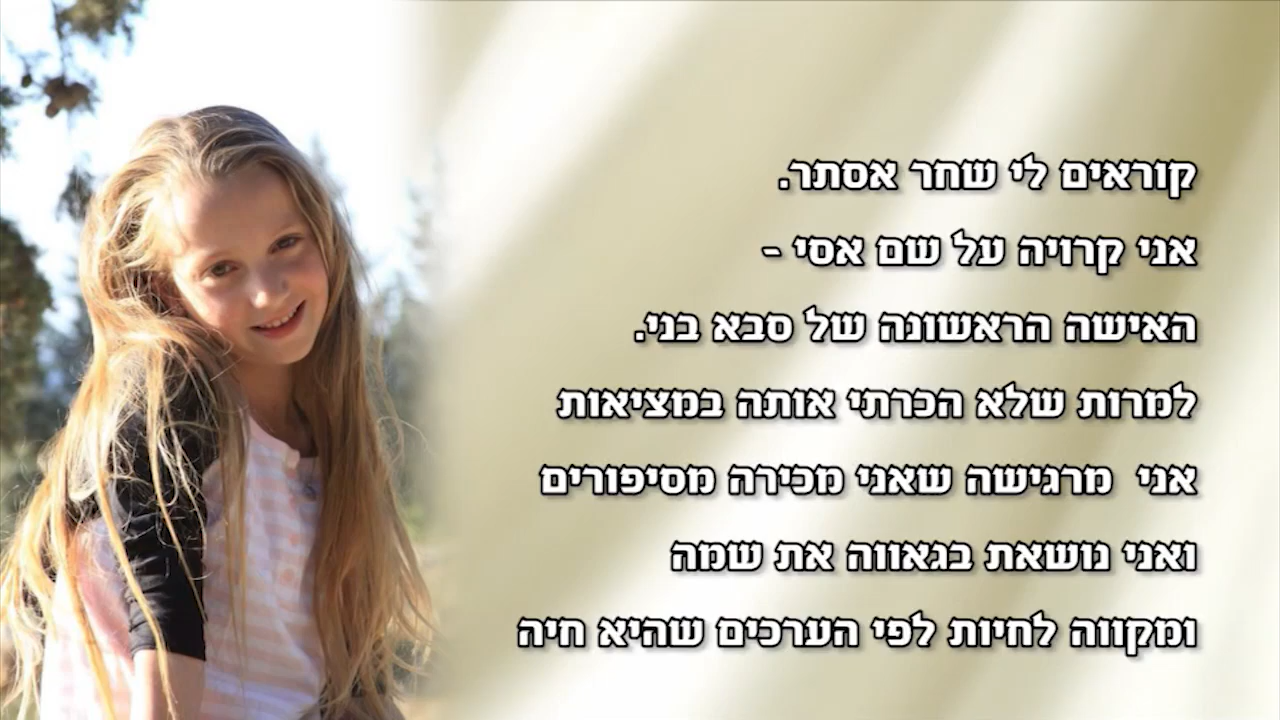 קוראים לי שחר אסתר.
אני קרויה על שם אסי -
האישה הראשונה של סבא בני.
למרות שלא הכרתי אותה במציאות
אני  מרגישה שאני מכירה מסיפורים
ואני נושאת בגאווה את שמה
ומקווה לחיות לפי הערכים שהיא חיה